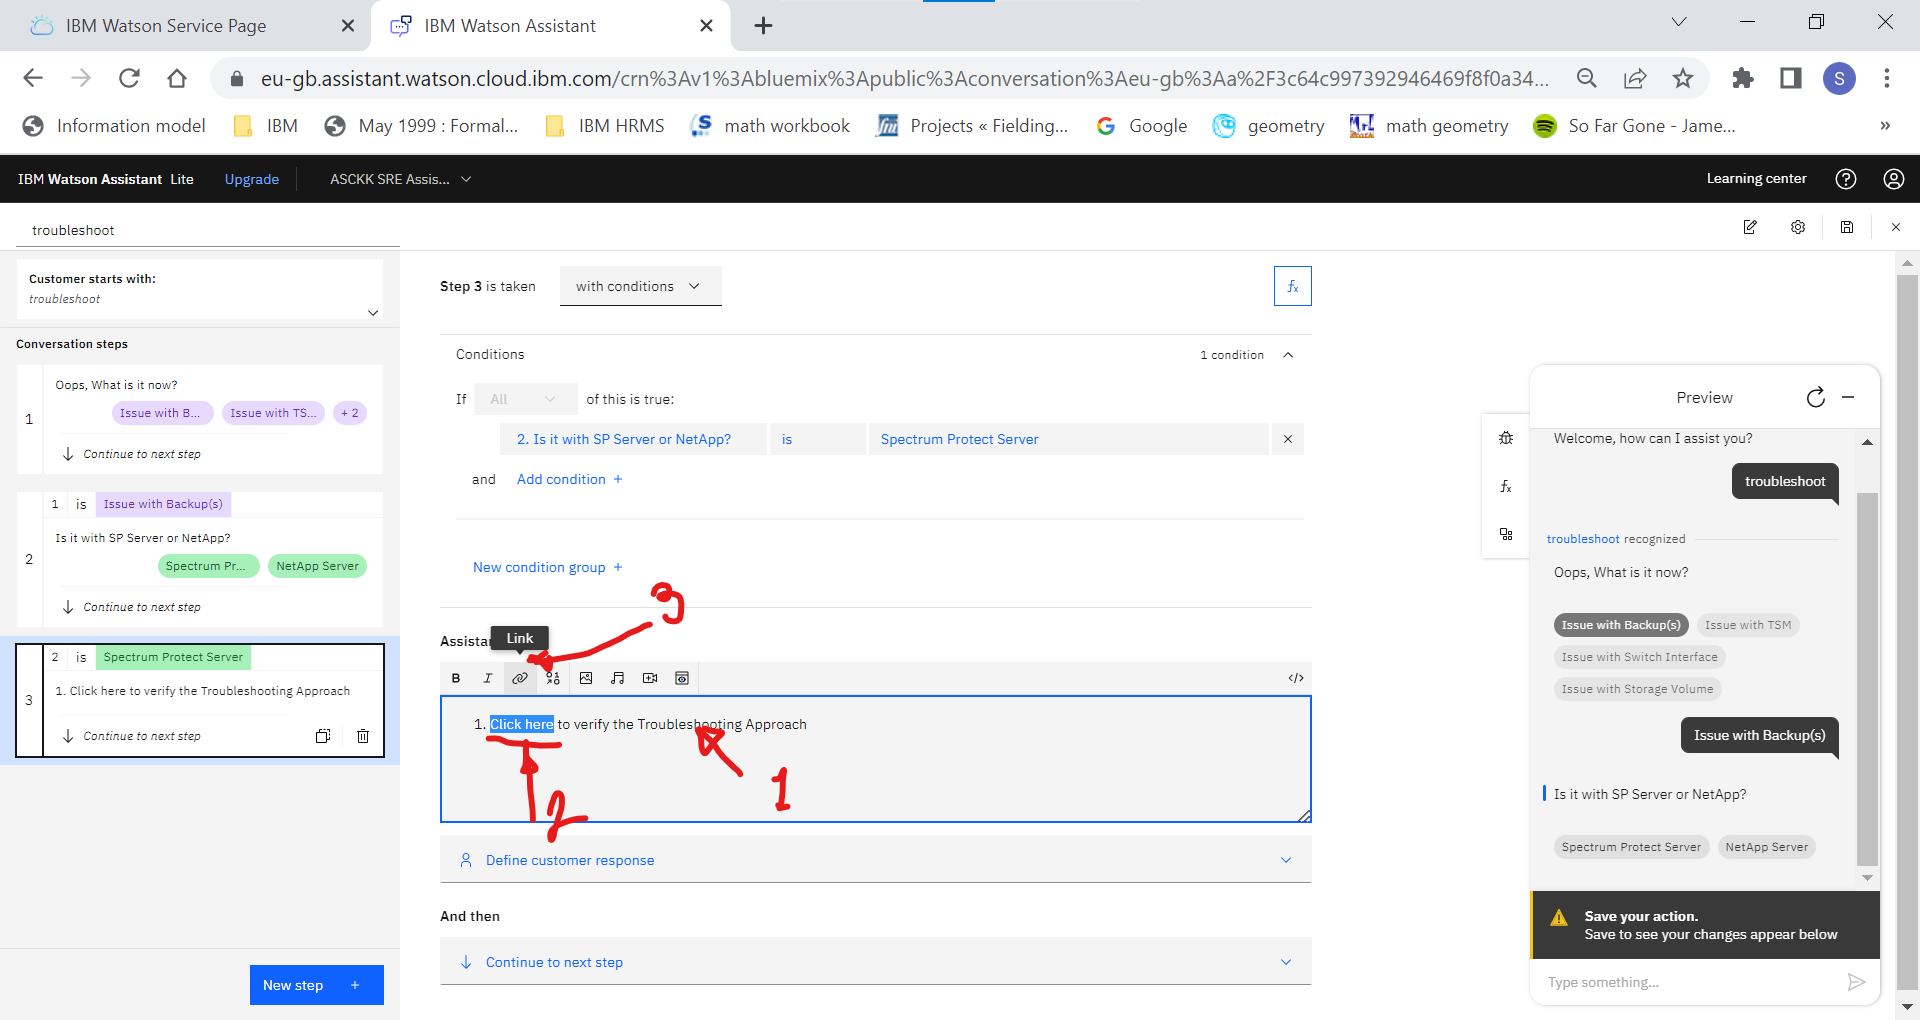 IBM Watson Service Page
IBM Watson Assistant
eu-gb.assistant.watson.cloud.ibm.com/crn%3Av1%3Abluemix%3Apublic%3Aconversation%3Aeu-gb%3Aa%2F3c64c997392946469f8f0a34...
S
Information model
IBM
May 1999 : Formal...
IBM HRMS
math workbook
Projects « Fielding...
Google
geometry
math geometry
So Far Gone - Jame...
»
IBM Watson Assistant Lite
Upgrade
ASCKK SRE Assis...
Learning center
troubleshoot
Customer starts with:
troubleshoot
Conversation steps
1
Oops, What is it now?
Issue with B...
Issue with TS...
+ 2
Continue to next step
2
1 is Issue with Backup(s)
Is it with SP Server or NetApp?
Spectrum Pr...
NetApp Server
Continue to next step
3
2 is Spectrum Protect Server
1. Click here to verify the Troubleshooting Approach
Continue to next step
New step +
Step 3 is taken
with conditions
fx
Conditions
1 condition
If All of this is true:
2. Is it with SP Server or NetApp?
is
Spectrum Protect Server
and Add condition +
New condition group +
3
Assistan
Link
B I
</>
1. Click here to verify the Troubleshooting Approach
1
2
Define customer response
And then
Continue to next step
fx
Preview
Welcome, how can I assist you?
troubleshoot
troubleshoot recognized
Oops, What is it now?
Issue with Backup(s)
Issue with TSM
Issue with Switch Interface
Issue with Storage Volume
Issue with Backup(s)
Is it with SP Server or NetApp?
Spectrum Protect Server
NetApp Server
Save your action.
Save to see your changes appear below
Type something...